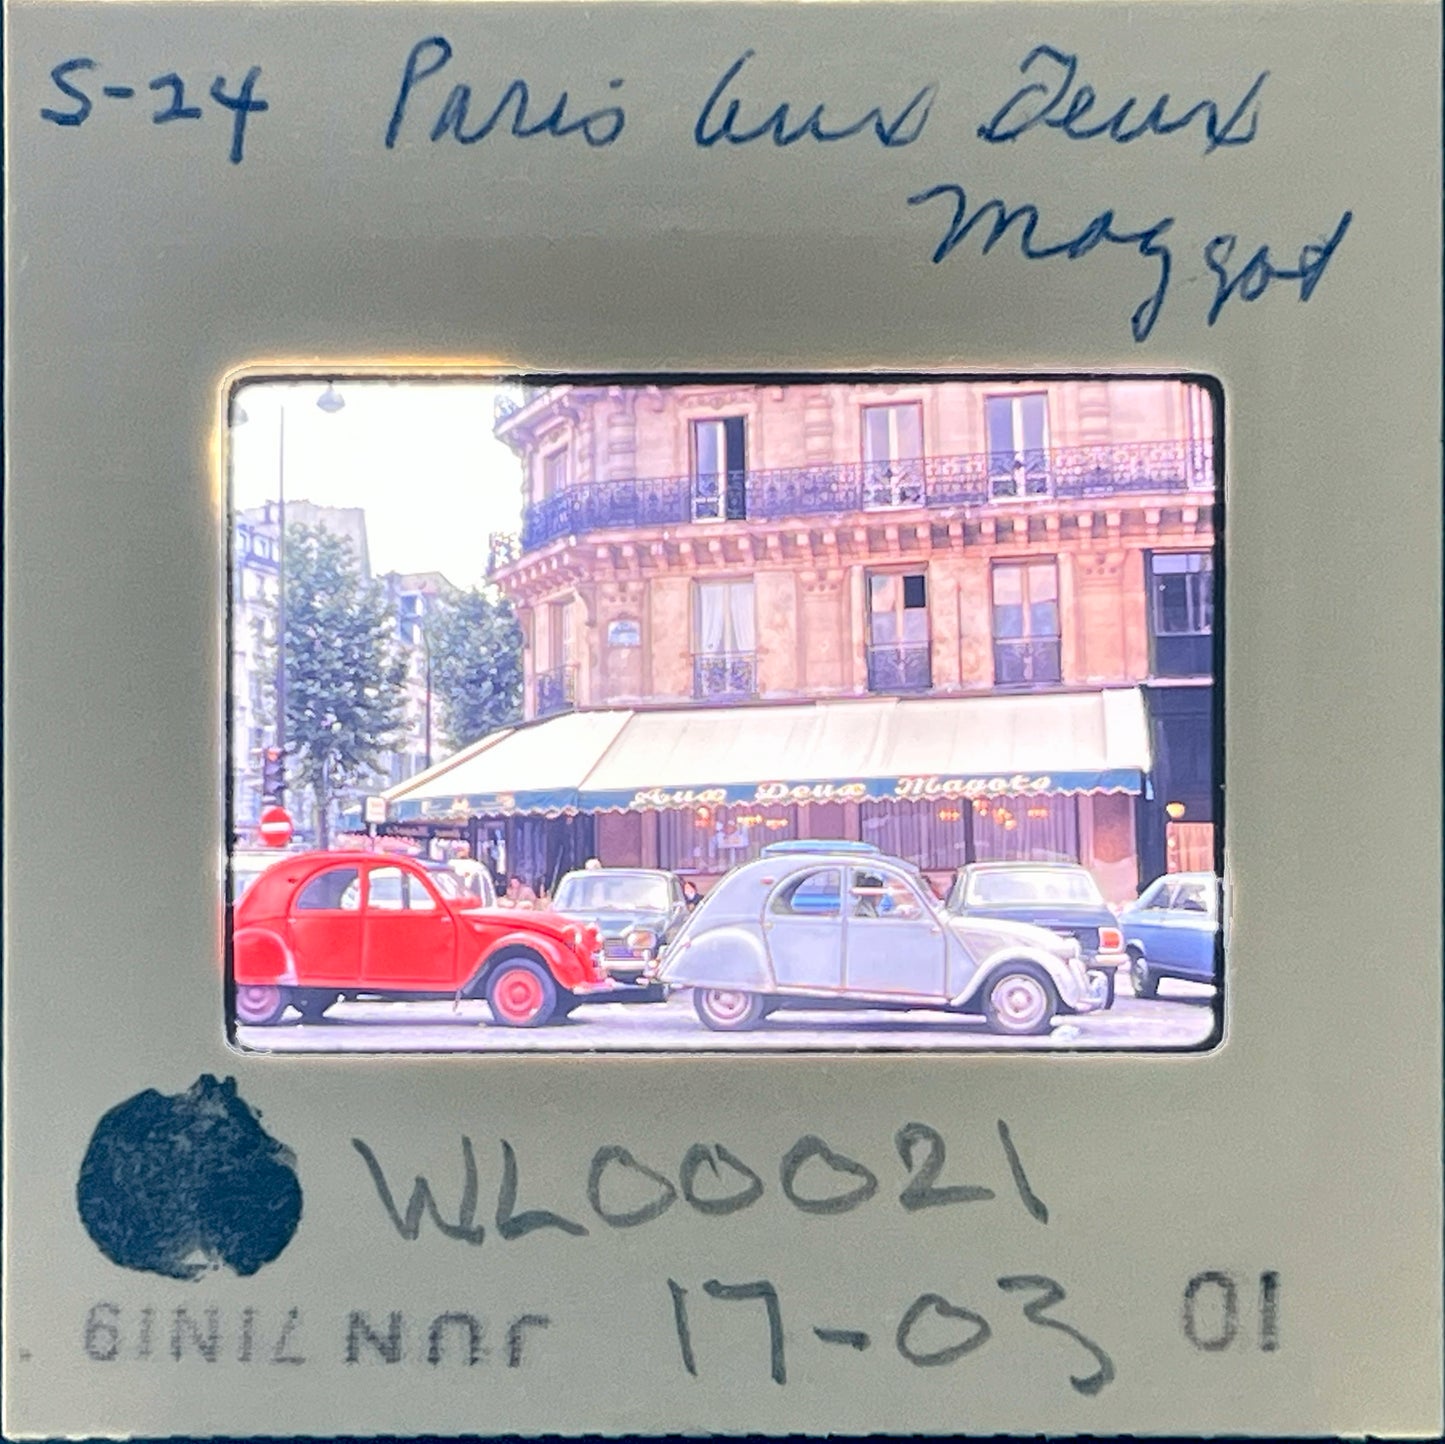 S-24 Paris Aux Deux
Maggot
Aux Deux Magots
WL00021
17-03 01